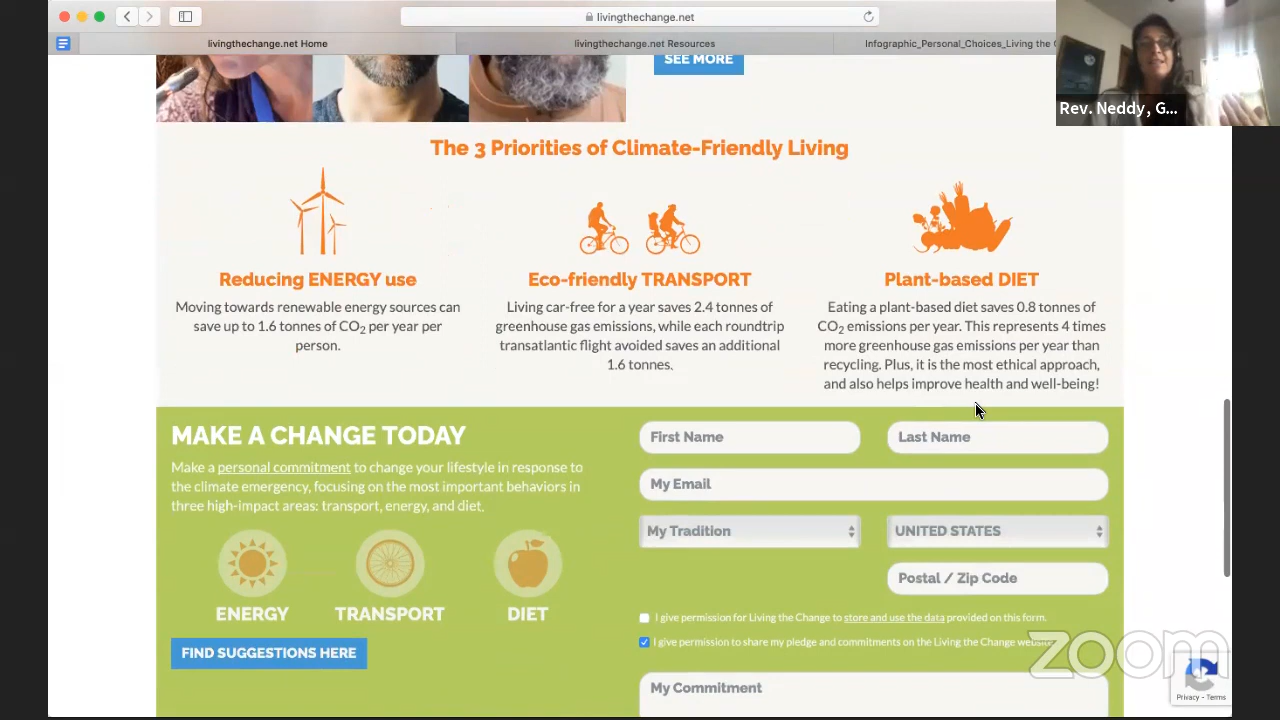 livingthechange.net
livingthechange.net Home
livingthechange.net Resources
Infographic_Personal_Choices_Living the
Rev. Neddy, G...
SEE MORE
The 3 Priorities of Climate-Friendly Living
Reducing ENERGY use
Moving towards renewable energy sources can
save up to 1.6 tonnes of CO2 per year per
person.
Eco-friendly TRANSPORT
Living car-free for a year saves 2.4 tonnes of
greenhouse gas emissions, while each roundtrip
transatlantic flight avoided saves an additional
1.6 tonnes.
Plant-based DIET
Eating a plant-based diet saves 0.8 tonnes of
CO2 emissions per year. This represents 4 times
more greenhouse gas emissions per year than
recycling. Plus, it is the most ethical approach,
and also helps improve health and well-being!
MAKE A CHANGE TODAY
Make a personal commitment to change your lifestyle in response to
the climate emergency, focusing on the most important behaviors in
three high-impact areas: transport, energy, and diet.
ENERGY
TRANSPORT
DIET
FIND SUGGESTIONS HERE
First Name
Last Name
My Email
My Tradition
UNITED STATES
Postal / Zip Code
I give permission for Living the Change to store and use the data provided on this form.
I give permission to share my pledge and commitments on the Living the Change website.
My Commitment
zoom
Privacy - Terms